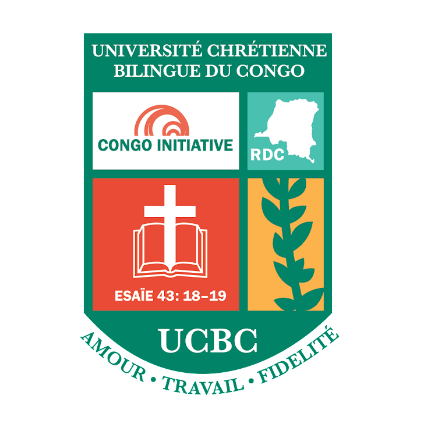 UNIVERSITÉ CHRÉTIENNE
BILINGUE DU CONGO
CONGO INITIATIVE
RDC
ESAÏE 43: 18–19
UCBC
AMOUR • TRAVAIL • FIDELITÉ